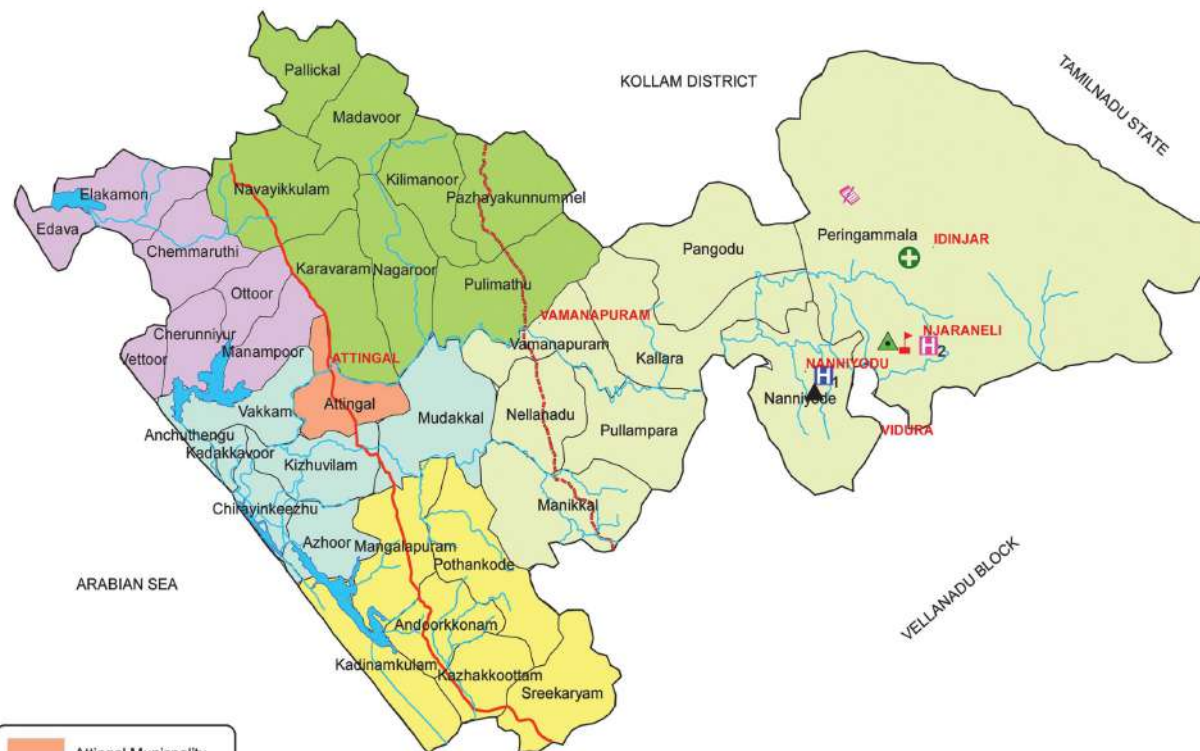 Pallickal
KOLLAM DISTRICT
TAMILNADU STATE
Madavoor
Kilimanoor
Navayikkulam
Pazhayakunnummel
Elakamon
Edava
Chemmaruthi
Peringammala
IDINJAR
Pangodu
Karavaram
Nagaroor
Pulimathu
Ottoor
VAMANAPURAM
Cherunniyur
NJARANELI
Vamanapuram
2
Vettoor
Manampoor
ATTINGAL
Kallara
NANNIYODU
1
Nanniyode
Vakkam
Attingal
Mudakkal
Nellanadu
Pullampara
VIDURA
Anchuthengu
Kadakkavoor
Kizhuvilam
Chirayinkeezhu
Manikkal
Azhoor
Mangalapuram
Pothankode
ARABIAN SEA
VELLANADU BLOCK
Andoorkkonam
Kadinamkulam
Kazhakkoottam
Sreekaryam